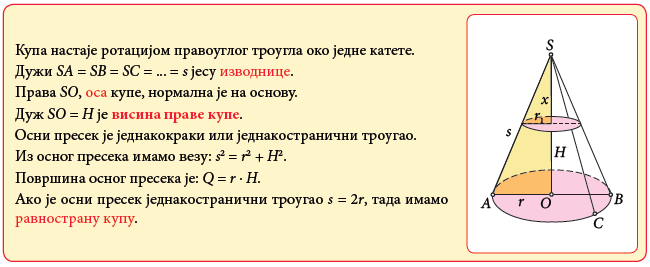 Купа настаје ротацијом правоуглог троугла око једне катете.
Дужи SA = SB = SC = ... = s јесу изводнице.
Права SO, оса купе, нормална је на основу.
Дуж SO = H је висина праве купе.
Осни пресек је једнакокраки или једнакостранични троугао.
Из осног пресека имамо везу: s² = r² + H².
Површина осног пресека је: Q = r · H.
Ако је осни пресек једнакостранични троугао s = 2r, тада имамо
равнострану купу.
S
x
r₁
s
H
A
r
O
B
C